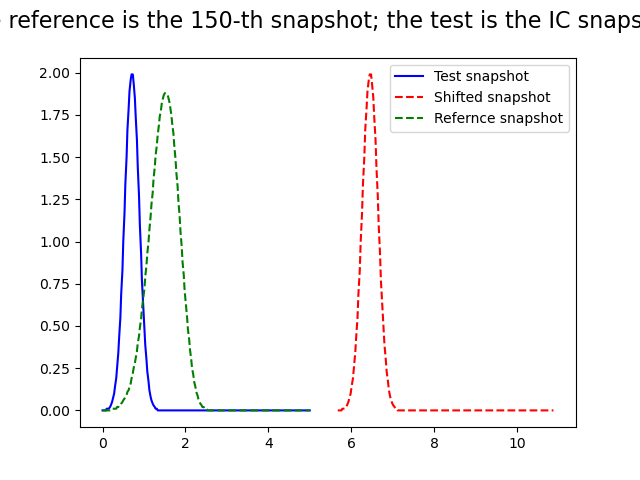 reference is the 150-th snapshot; the test is the IC snaps
2.00
1.75
1.50
1.25
1.00
0.75
0.50
0.25
0.00
Test snapshot
Shifted snapshot
Refernce snapshot
0 2 4 6 8 10